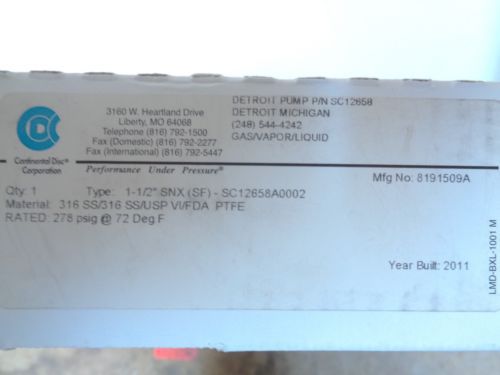 3160 W. Heartland Drive
Liberty, MO 64068
Telephone (816) 792-1500
Fax (Domestic) (816) 792-2277
Fax (International) (816) 792-5447
DETROIT PUMP P/N SC12658
DETROIT MICHIGAN
(248) 544-4242
GAS/VAPOR/LIQUID
CDC
Continental Disc®
Corporation
Performance Under Pressure®
Mfg No: 8191509A
Qty: 1 Type: 1-1/2" SNX (SF) - SC12658A0002
Material: 316 SS/316 SS/USP VI/FDA PTFE
RATED: 278 psig @ 72 Deg F
Year Built: 2011
LMD-BXL-1001 M